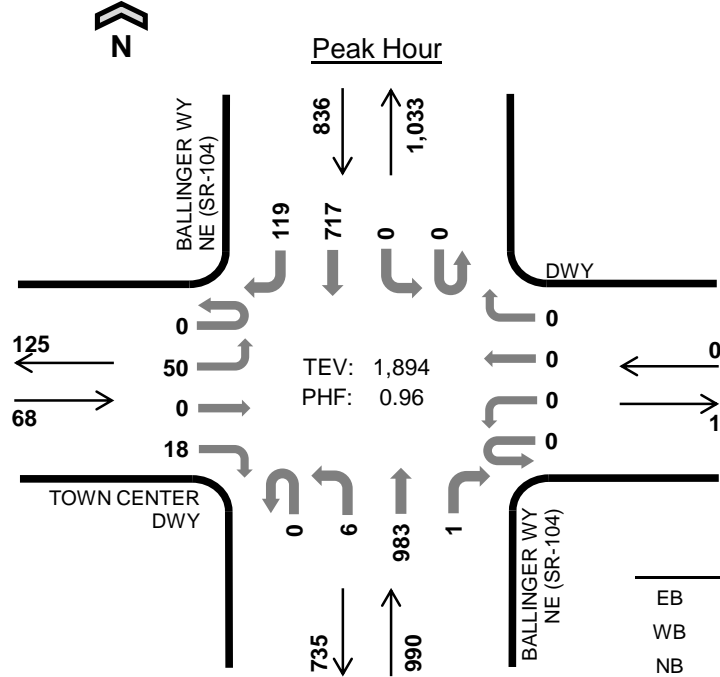 N
Peak Hour
BALLINGER WY
NE (SR-104)
836
1,033
119
717
0
0
DWY
0
50
0
18
125
68
TEV: 1,894
PHF: 0.96
0
0
0
0
0
1
TOWN CENTER
DWY
0
6
983
1
735
990
BALLINGER WY
NE (SR-104)
EB
WB
NB